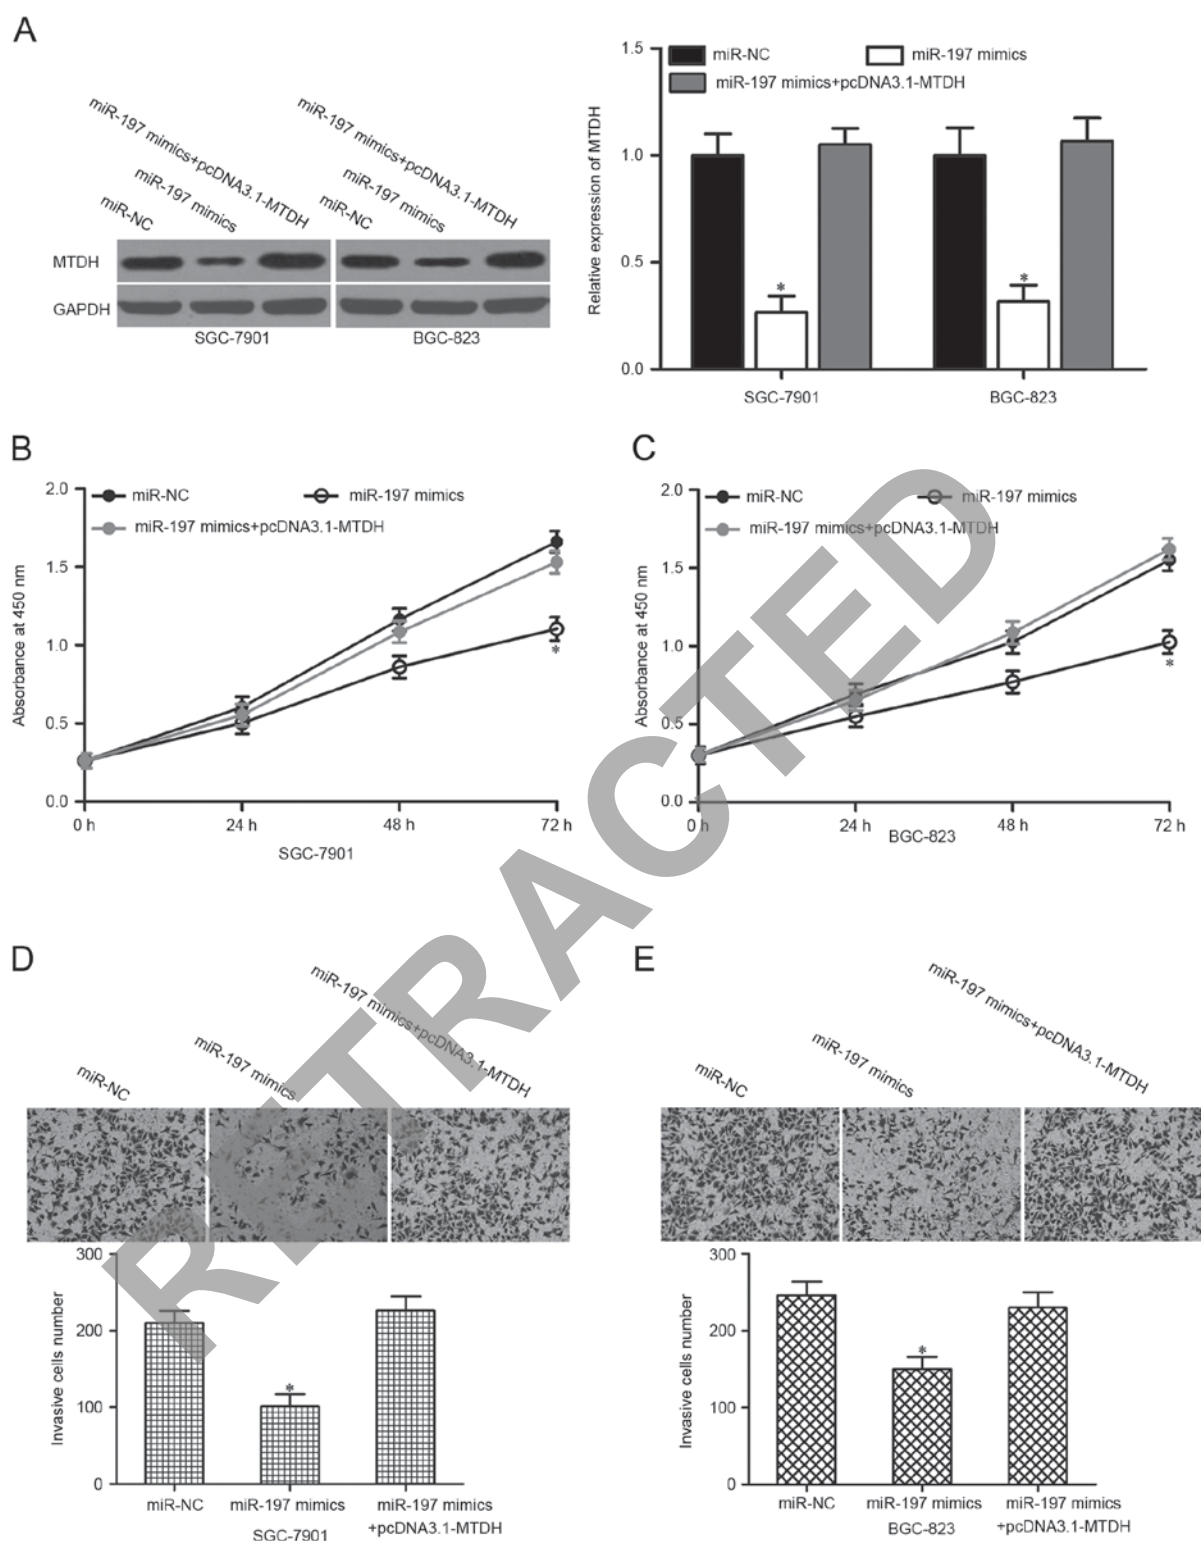 A
miR-NC
miR-197 mimics
miR-197 mimics+pcDNA3.1-MTDH
miR-NC
miR-197 mimics
miR-197 mimics+pcDNA3.1-MTDH
MTDH
GAPDH
SGC-7901
BGC-823
Relative expression of MTDH
1.5
1.0
0.5
0.0
miR-NC
miR-197 mimics
miR-197 mimics+pcDNA3.1-MTDH
*
*
SGC-7901
BGC-823
B
Absorbance at 450 nm
2.0
1.5
1.0
0.5
0.0
miR-NC
miR-197 mimics
miR-197 mimics+pcDNA3.1-MTDH
*
0 h
24 h
48 h
72 h
SGC-7901
C
Absorbance at 450 nm
2.0
1.5
1.0
0.5
0.0
miR-NC
miR-197 mimics
miR-197 mimics+pcDNA3.1-MTDH
*
0 h
24 h
48 h
72 h
BGC-823
RETRACTED
D
miR-NC
miR-197 mimics
miR-197 mimics+pcDNA3.1-MTDH
Invasive cells number
300
200
100
0
*
miR-NC
miR-197 mimics
miR-197 mimics
+pcDNA3.1-MTDH
SGC-7901
E
miR-NC
miR-197 mimics
miR-197 mimics+pcDNA3.1-MTDH
Invasive cells number
300
200
100
0
*
miR-NC
miR-197 mimics
miR-197 mimics
+pcDNA3.1-MTDH
BGC-823